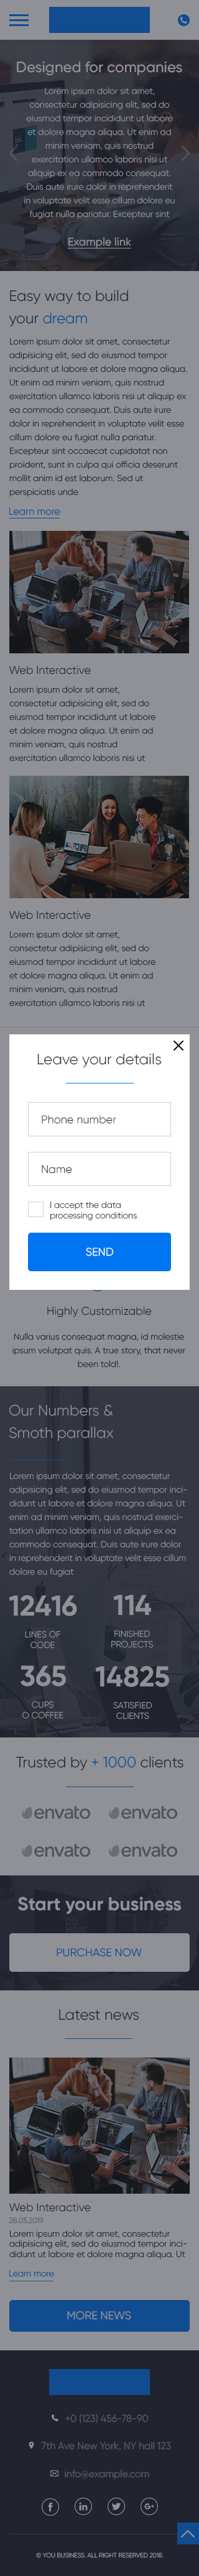 Designed for companies
Lorem ipsum dolor sit amet,
consectetur adipisicing elit, sed do
eiusmod tempor incididunt ut labore
et dolore magna aliqua. Ut enim ad
minim veniam, quis nostrud
exercitation ullamco laboris nisi ut
aliquip ex ea commodo consequat.
Duis aute irure dolor in reprehenderit
in voluptate velit esse cillum dolore eu
fugiat nulla pariatur. Excepteur sint
Example link
Easy way to build
your dream
Lorem ipsum dolor sit amet, consectetur
adipisicing elit, sed do eiusmod tempor
incididunt ut labore et dolore magna aliqua.
Ut enim ad minim veniam, quis nostrud
exercitation ullamco laboris nisi ut aliquip ex
ea commodo consequat. Duis aute irure
dolor in reprehenderit in voluptate velit esse
cillum dolore eu fugiat nulla pariatur.
Excepteur sint occaecat cupidatat non
proident, sunt in culpa qui officia deserunt
mollit anim id est laborum. Sed ut
perspiciatis unde
Learn more
Web Interactive
Lorem ipsum dolor sit amet,
consectetur adipisicing elit, sed do
eiusmod tempor incididunt ut labore
et dolore magna aliqua. Ut enim ad
minim veniam, quis nostrud
exercitation ullamco laboris nisi ut
Web Interactive
Lorem ipsum dolor sit amet,
consectetur adipisicing elit, sed do
eiusmod tempor incididunt ut labore
et dolore magna aliqua. Ut enim ad
minim veniam, quis nostrud
exercitation ullamco laboris nisi ut
Leave your details
Phone number
Name
I accept the data
processing conditions
SEND
Highly Customizable
Nulla varius consequat magna, id molestie
ipsum volutpat quis. A true story, that never
been told!.
Our Numbers &
Smoth parallax
Lorem ipsum dolor sit amet, consectetur
adipisicing elit, sed do eiusmod tempor inci-
didunt ut labore et dolore magna aliqua. Ut
enim ad minim veniam, quis nostrud exerci-
tation ullamco laboris nisi ut aliquip ex ea
commodo consequat. Duis aute irure dolor
in reprehenderit in voluptate velit esse cillum
dolore eu fugiat
12416 114
LINES OF
CODE
FINISHED
PROJECTS
365 14825
CUPS
O COFFEE
SATISFIED
CLIENTS
Trusted by + 1000 clients
envato envato
envato envato
Start your business
PURCHASE NOW
Latest news
Web Interactive
28.05.2019
Lorem ipsum dolor sit amet, consectetur
adipisicing elit, sed do eiusmod tempor inci-
didunt ut labore et dolore magna aliqua. Ut
Learn more
MORE NEWS
+0 (123) 456-78-90
7th Ave New York, NY hall 123
info@example.com
© YOU BUSINESS. ALL RIGHT RESERVED 2018.